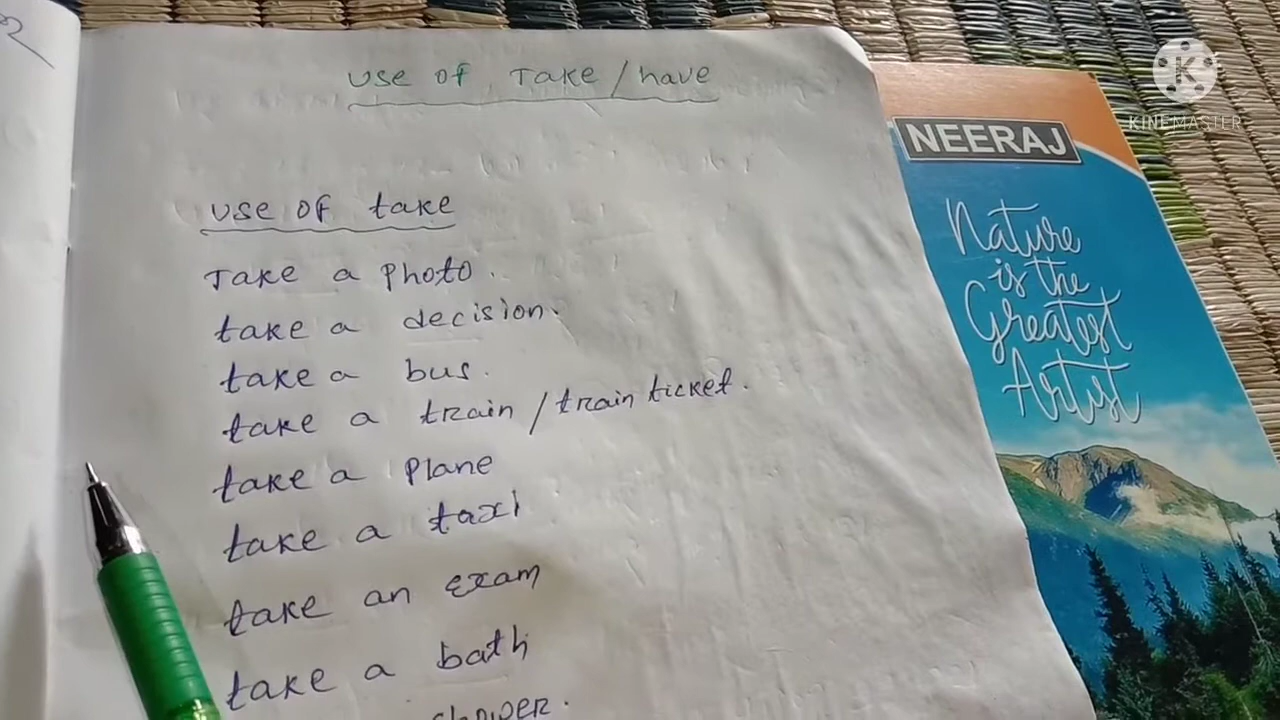 Use of Take / have
Use of take
Take a photo.
take a decision.
take a bus.
take a train / train ticket.
take a plane
take a taxi
take an exam
take a bath
shower.
NEERAJ
Nature
is the
Greatest
Artist
K
KINEMASTER